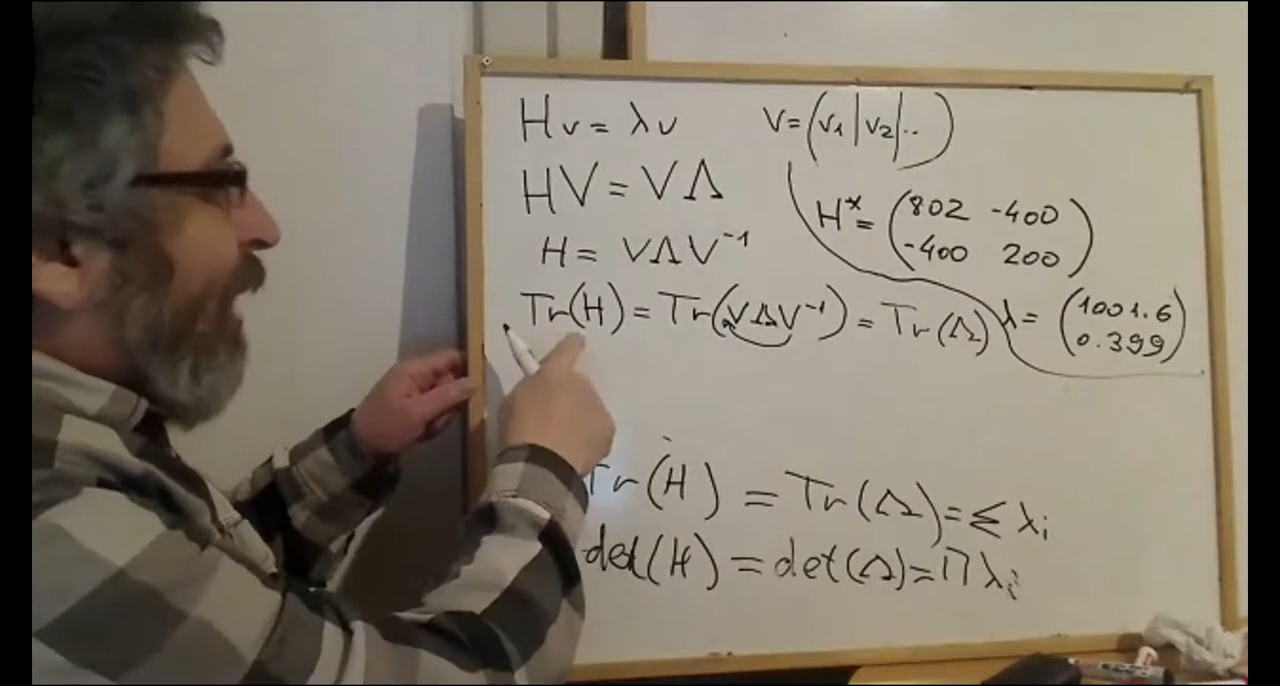 Hv = λv
V = (v1 | v2 | ..)
HV = VΛ
H* = (802 -400
-400 200)
H = VΛV⁻¹
Tr(H) = Tr(VΛV⁻¹) = Tr(Λ)
λ = (1001.6
0.399)
Tr(H) = Tr(Λ) = Σ λi
det(H) = det(Λ) = Π λi